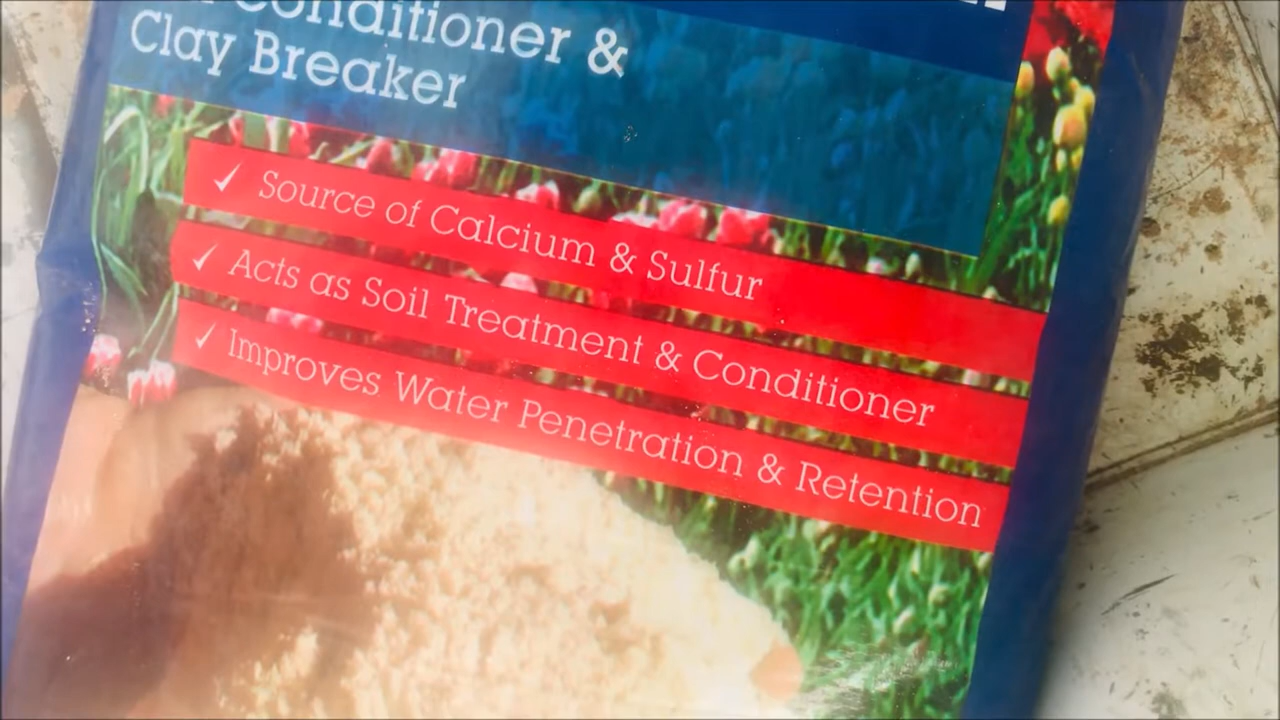 Conditioner &
Clay Breaker
✓ Source of Calcium & Sulfur
✓ Acts as Soil Treatment & Conditioner
✓ Improves Water Penetration & Retention